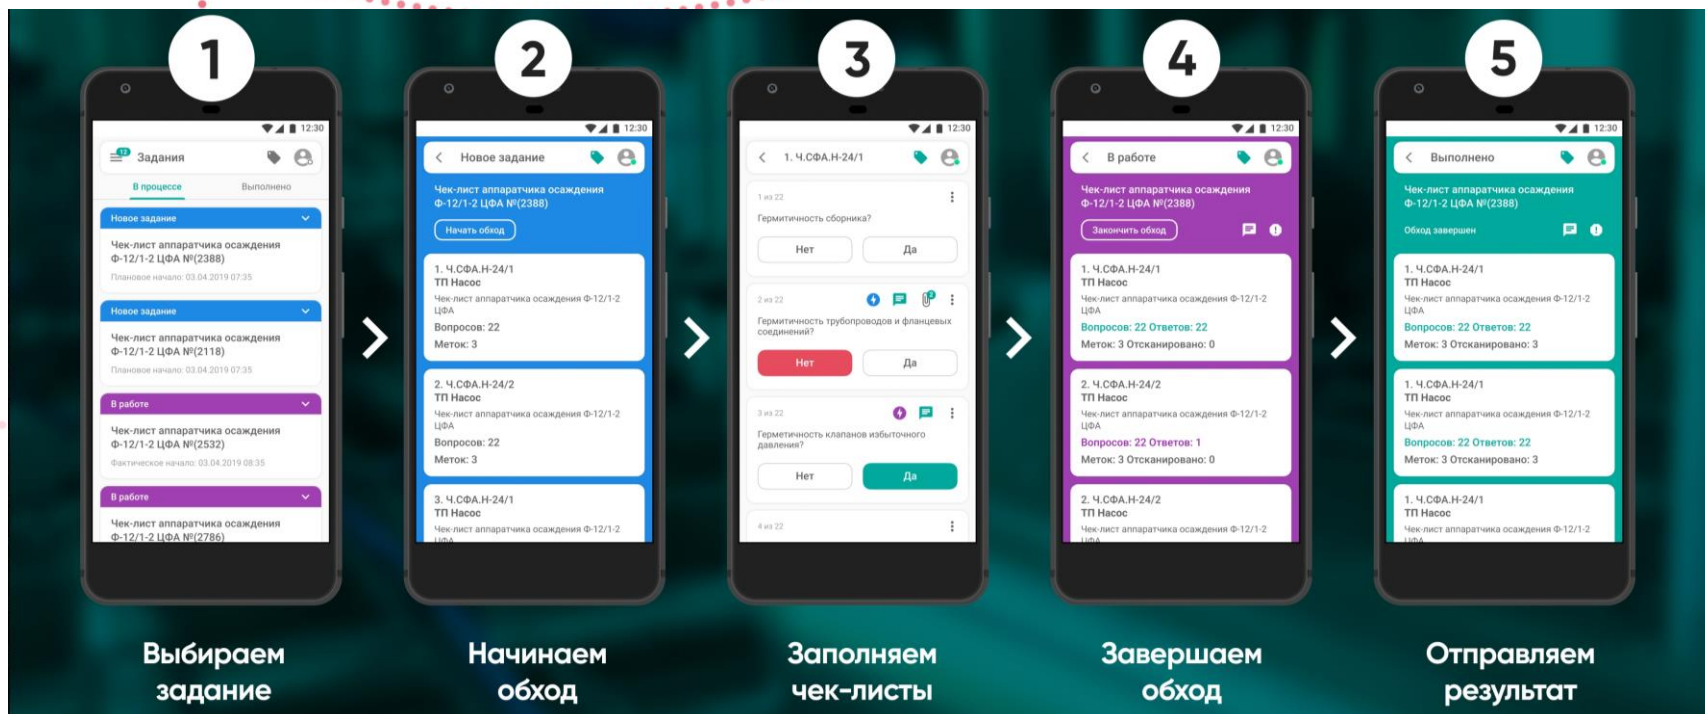 1
12:30
12
Задания
В процессе
Выполнено
Новое задание
Чек-лист аппаратчика осаждения
Ф-12/1-2 ЦФА №(2388)
Плановое начало: 03.04.2019 07:35
Новое задание
Чек-лист аппаратчика осаждения
Ф-12/1-2 ЦФА №(2118)
Плановое начало: 03.04.2019 07:35
В работе
Чек-лист аппаратчика осаждения
Ф-12/1-2 ЦФА №(2532)
Фактическое начало: 03.04.2019 08:35
В работе
Чек-лист аппаратчика осаждения
Ф-12/1-2 ЦФА №(2786)
Выбираем
задание
2
12:30
Новое задание
Чек-лист аппаратчика осаждения
Ф-12/1-2 ЦФА №(2388)
Начать обход
1. Ч.СФА.Н-24/1
ТП Насос
Чек-лист аппаратчика осаждения Ф-12/1-2
ЦФА
Вопросов: 22
Меток: 3
2. Ч.СФА.Н-24/2
ТП Насос
Чек-лист аппаратчика осаждения Ф-12/1-2
ЦФА
Вопросов: 22
Меток: 3
3. Ч.СФА.Н-24/1
ТП Насос
Чек-лист аппаратчика осаждения Ф-12/1-2
ЦФА
Начинаем
обход
3
12:30
1. Ч.СФА.Н-24/1
1 из 22
Гермитичность сборника?
Нет
Да
2 из 22
2
Гермитичность трубопроводов и фланцевых
соединений?
Нет
Да
3 из 22
Герметичность клапанов избыточного
давления?
Нет
Да
4 из 22
Заполняем
чек-листы
4
12:30
В работе
Чек-лист аппаратчика осаждения
Ф-12/1-2 ЦФА №(2388)
Закончить обход
1. Ч.СФА.Н-24/1
ТП Насос
Чек-лист аппаратчика осаждения Ф-12/1-2
ЦФА
Вопросов: 22 Ответов: 22
Меток: 3 Отсканировано: 0
2. Ч.СФА.Н-24/2
ТП Насос
Чек-лист аппаратчика осаждения Ф-12/1-2
ЦФА
Вопросов: 22 Ответов: 1
Меток: 3 Отсканировано: 0
2. Ч.СФА.Н-24/2
ТП Насос
Чек-лист аппаратчика осаждения Ф-12/1-2
ЦФА
Завершаем
обход
5
12:30
Выполнено
Чек-лист аппаратчика осаждения
Ф-12/1-2 ЦФА №(2388)
Обход завершен
1. Ч.СФА.Н-24/1
ТП Насос
Чек-лист аппаратчика осаждения Ф-12/1-2
ЦФА
Вопросов: 22 Ответов: 22
Меток: 3 Отсканировано: 3
1. Ч.СФА.Н-24/1
ТП Насос
Чек-лист аппаратчика осаждения Ф-12/1-2
ЦФА
Вопросов: 22 Ответов: 22
Меток: 3 Отсканировано: 3
1. Ч.СФА.Н-24/1
ТП Насос
Чек-лист аппаратчика осаждения Ф-12/1-2
ЦФА
Отправляем
результат